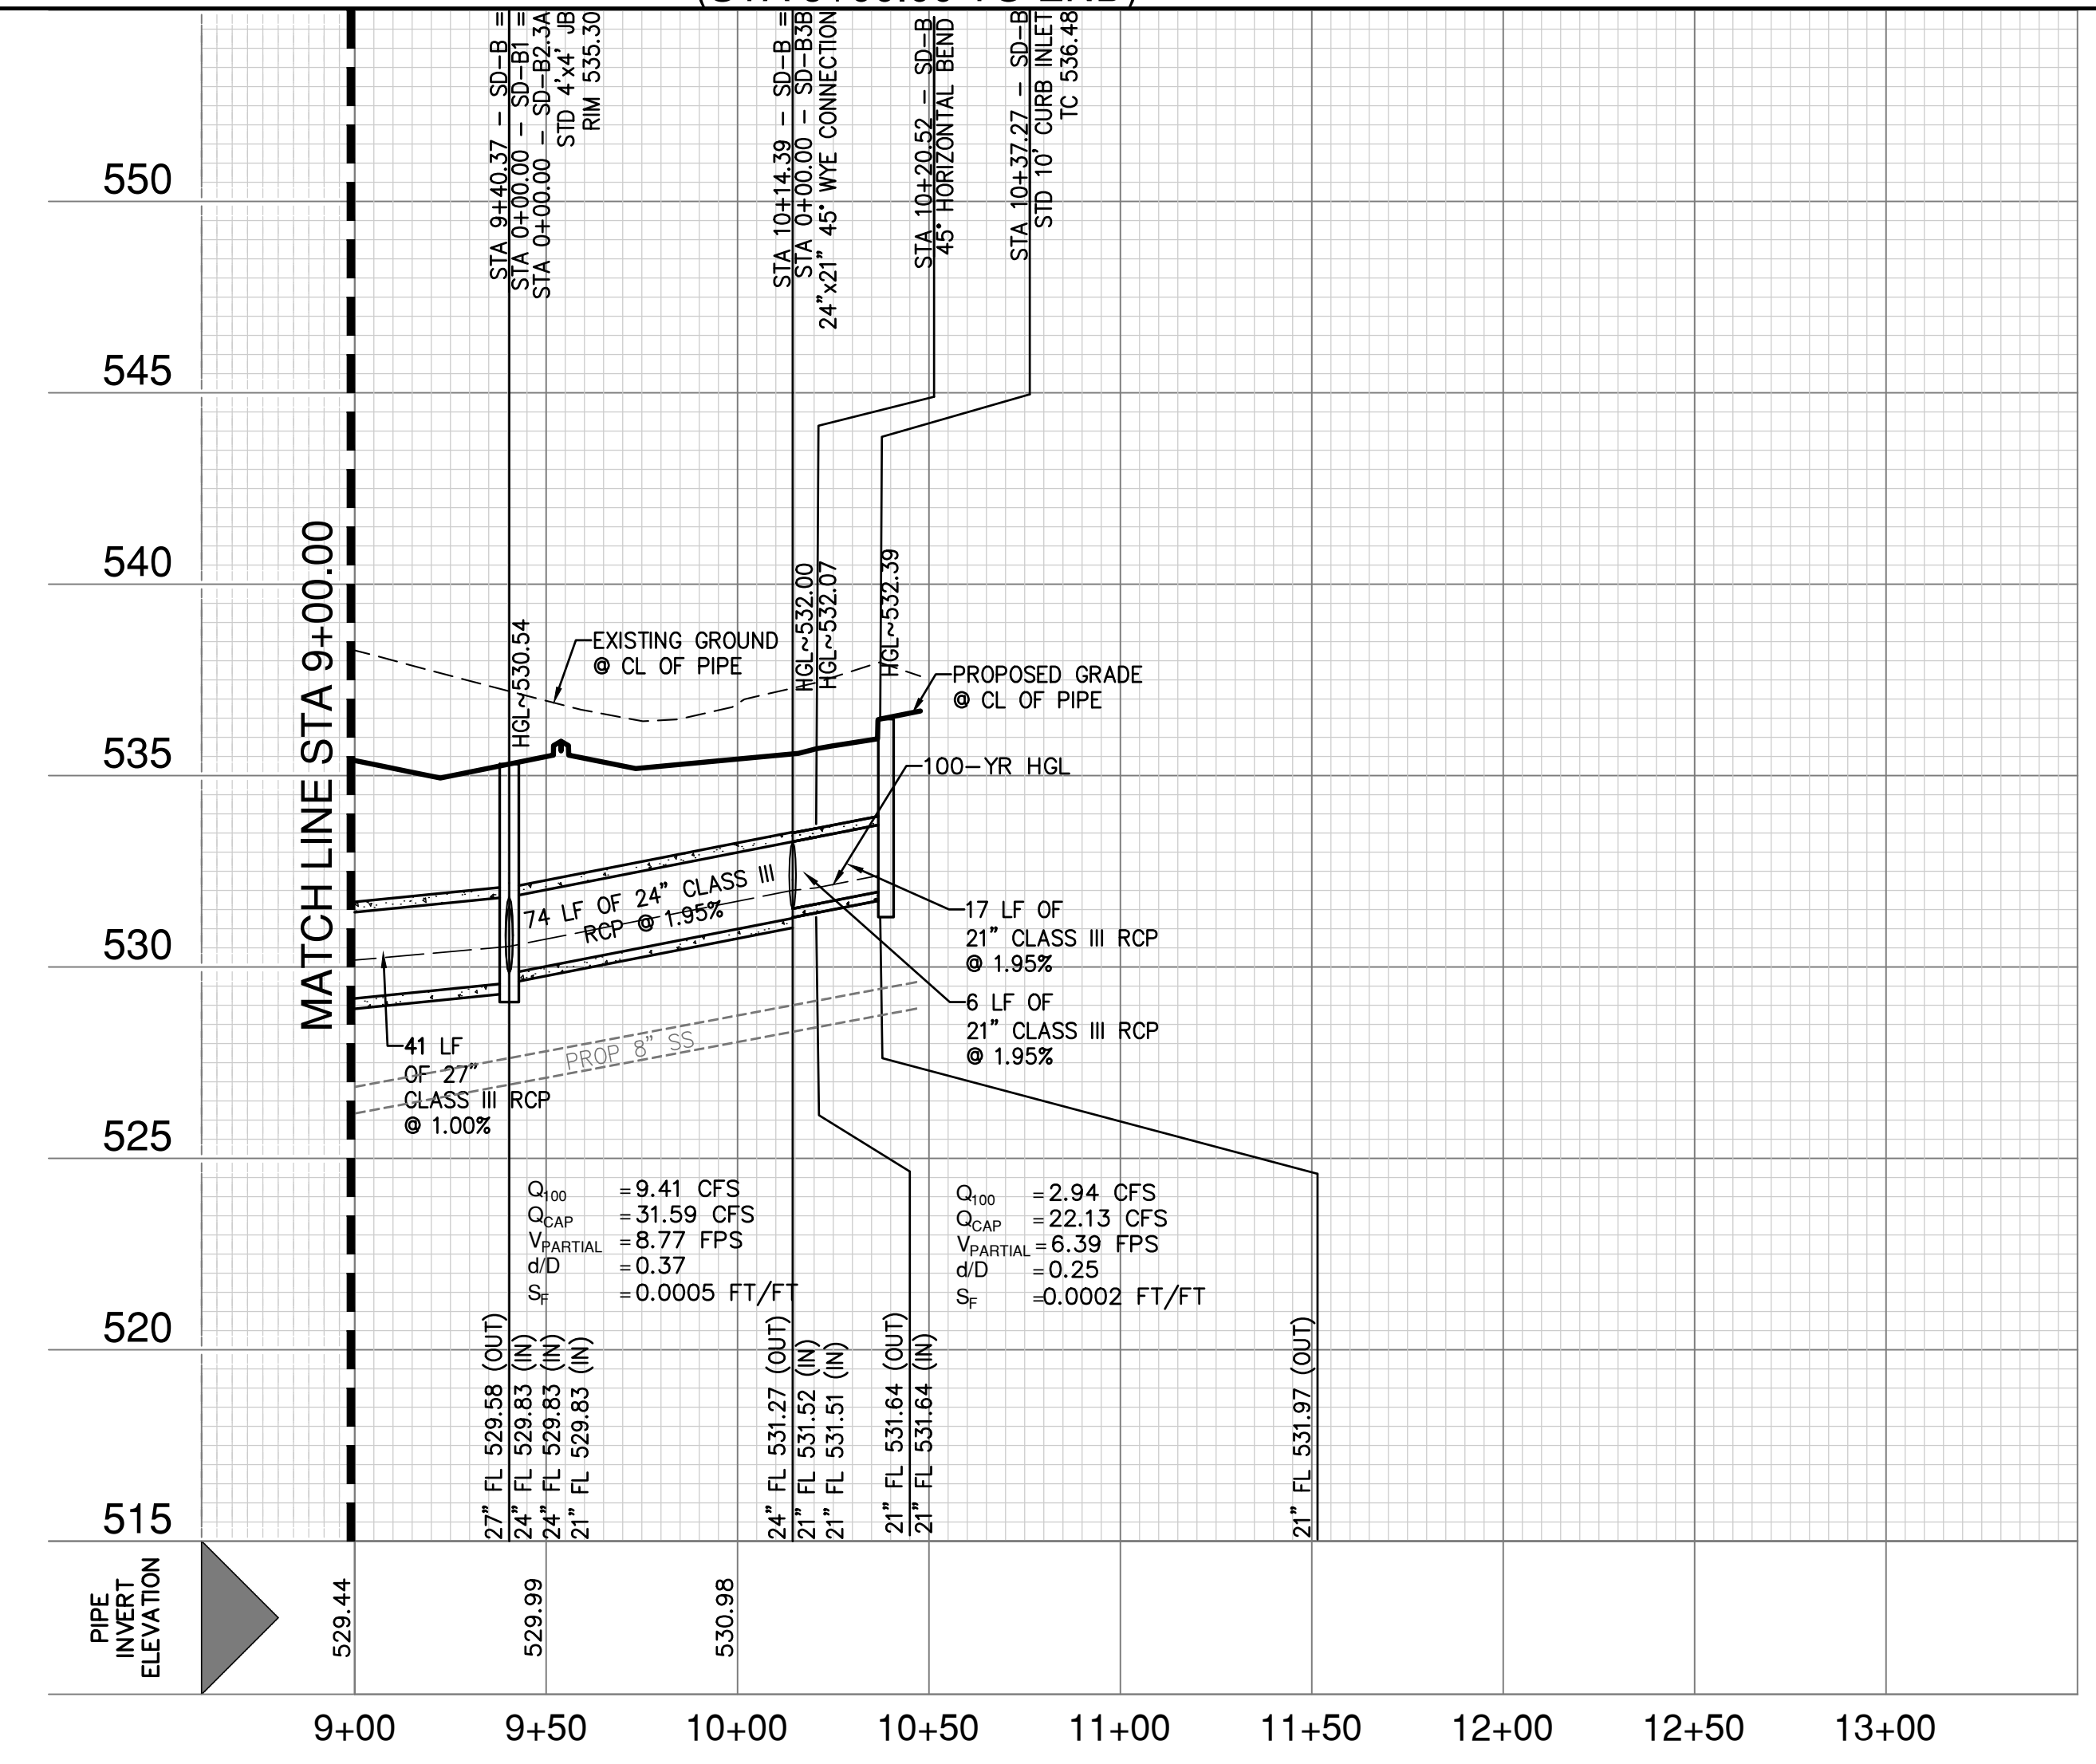 STA 9+40.37 – SD–B =
STA 0+00.00 – SD–B1 =
STA 0+00.00 – SD–B2.3A
STD 4'x4' JB
RIM 535.30
STA 10+14.39 – SD–B =
STA 0+00.00 – SD–B3B
24"x21" 45° WYE CONNECTION
STA 10+20.52 – SD–B
45° HORIZONTAL BEND
STA 10+37.27 – SD–B
STD 10' CURB INLET
TC 536.48
550
545
540
535
530
525
520
515
MATCH LINE STA 9+00.00
HGL~530.54
HGL~532.00
HGL~532.07
HGL~532.39
EXISTING GROUND
@ CL OF PIPE
PROPOSED GRADE
@ CL OF PIPE
100–YR HGL
74 LF OF 24" CLASS III
RCP @ 1.95%
17 LF OF
21" CLASS III RCP
@ 1.95%
6 LF OF
21" CLASS III RCP
@ 1.95%
41 LF
OF 27"
CLASS III RCP
@ 1.00%
PROP 8" SS
Q100 =9.41 CFS
QCAP =31.59 CFS
VPARTIAL =8.77 FPS
d/D =0.37
SF =0.0005 FT/FT
Q100 =2.94 CFS
QCAP =22.13 CFS
VPARTIAL =6.39 FPS
d/D =0.25
SF =0.0002 FT/FT
27" FL 529.58 (OUT)
24" FL 529.83 (IN)
24" FL 529.83 (IN)
21" FL 529.83 (IN)
24" FL 531.27 (OUT)
21" FL 531.52 (IN)
21" FL 531.51 (IN)
21" FL 531.64 (OUT)
21" FL 531.64 (IN)
21" FL 531.97 (OUT)
PIPE
INVERT
ELEVATION
529.44
529.99
530.98
9+00 9+50 10+00 10+50 11+00 11+50 12+00 12+50 13+00